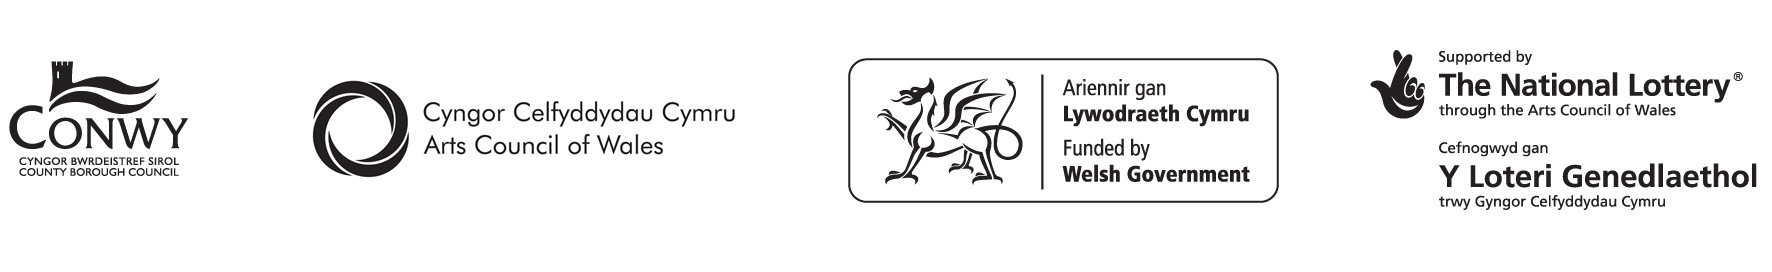 CONWY
CYNGOR BWRDEISTREF SIROL
COUNTY BOROUGH COUNCIL
Cyngor Celfyddydau Cymru
Arts Council of Wales
Ariennir gan
Lywodraeth Cymru
Funded by
Welsh Government
Supported by
The National Lottery®
through the Arts Council of Wales
Cefnogwyd gan
Y Loteri Genedlaethol
trwy Gyngor Celfyddydau Cymru